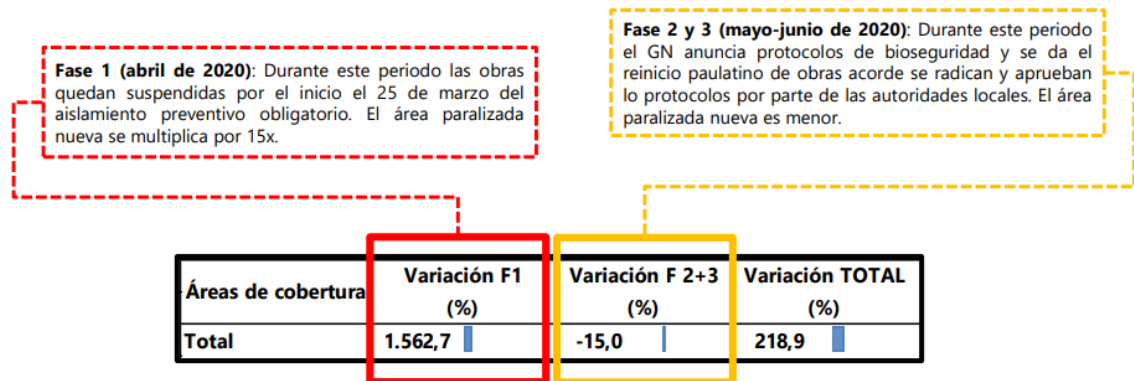 Fase 1 (abril de 2020): Durante este periodo las obras
quedan suspendidas por el inicio el 25 de marzo del
aislamiento preventivo obligatorio. El área paralizada
nueva se multiplica por 15x.
Fase 2 y 3 (mayo-junio de 2020): Durante este periodo
el GN anuncia protocolos de bioseguridad y se da el
reinicio paulatino de obras acorde se radican y aprueban
lo protocolos por parte de las autoridades locales. El área
paralizada nueva es menor.
Áreas de cobertura Variación F1 (%) Variación F 2+3 (%) Variación TOTAL (%)
Total 1.562,7 -15,0 218,9